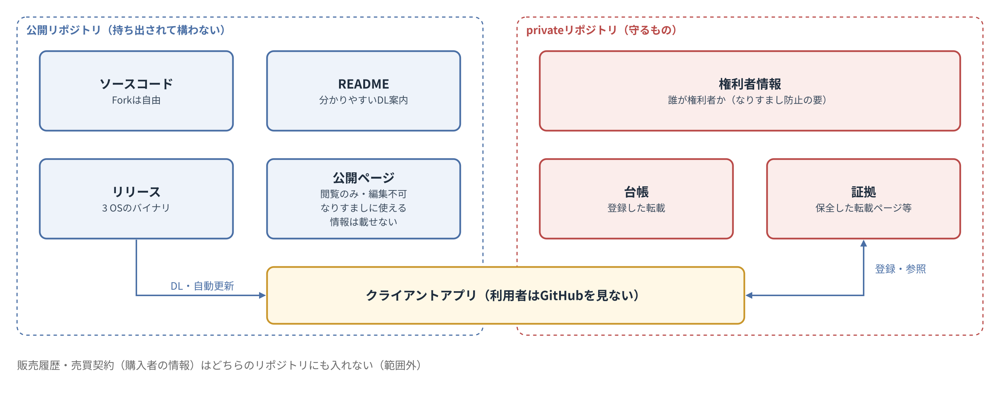 公開リポジトリ（持ち出されて構わない）
ソースコード
Forkは自由
README
分かりやすいDL案内
リリース
3 OSのバイナリ
公開ページ
閲覧のみ・編集不可
なりすましに使える
情報は載せない
privateリポジトリ（守るもの）
権利者情報
誰が権利者か（なりすまし防止の要）
台帳
登録した転載
証拠
保全した転載ページ等
DL・自動更新
クライアントアプリ（利用者はGitHubを見ない）
登録・参照
販売履歴・売買契約（購入者の情報）はどちらのリポジトリにも入れない（範囲外）